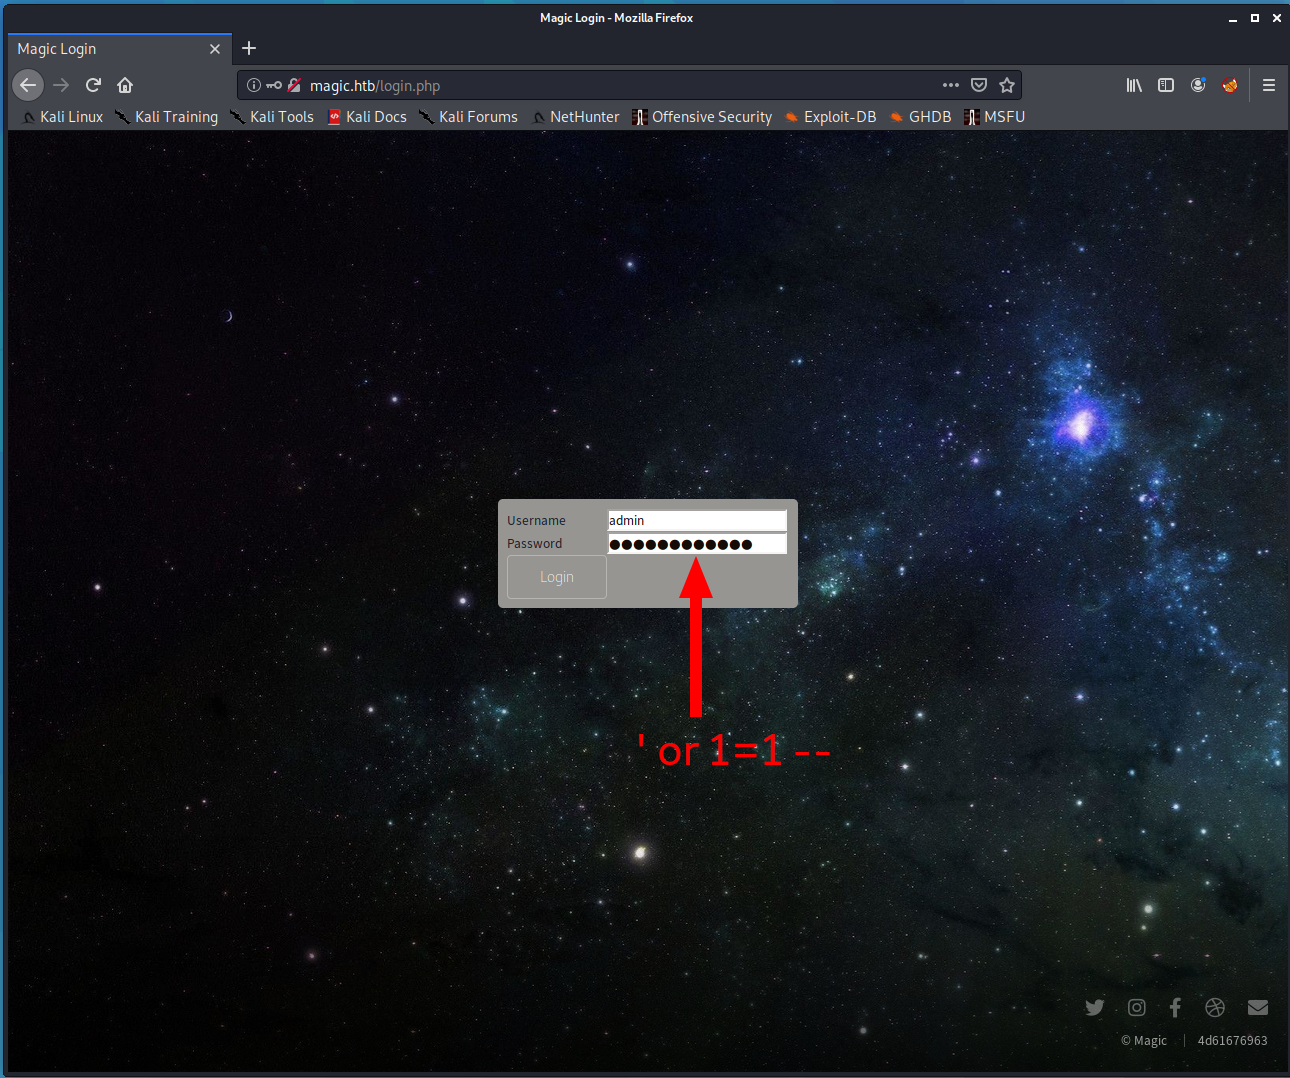 Magic Login - Mozilla Firefox
Magic Login
magic.htb/login.php
Kali Linux Kali Training Kali Tools Kali Docs Kali Forums NetHunter Offensive Security Exploit-DB GHDB MSFU
Username admin
Password ●●●●●●●●●●●●
Login
' or 1=1 --
© Magic | 4d61676963